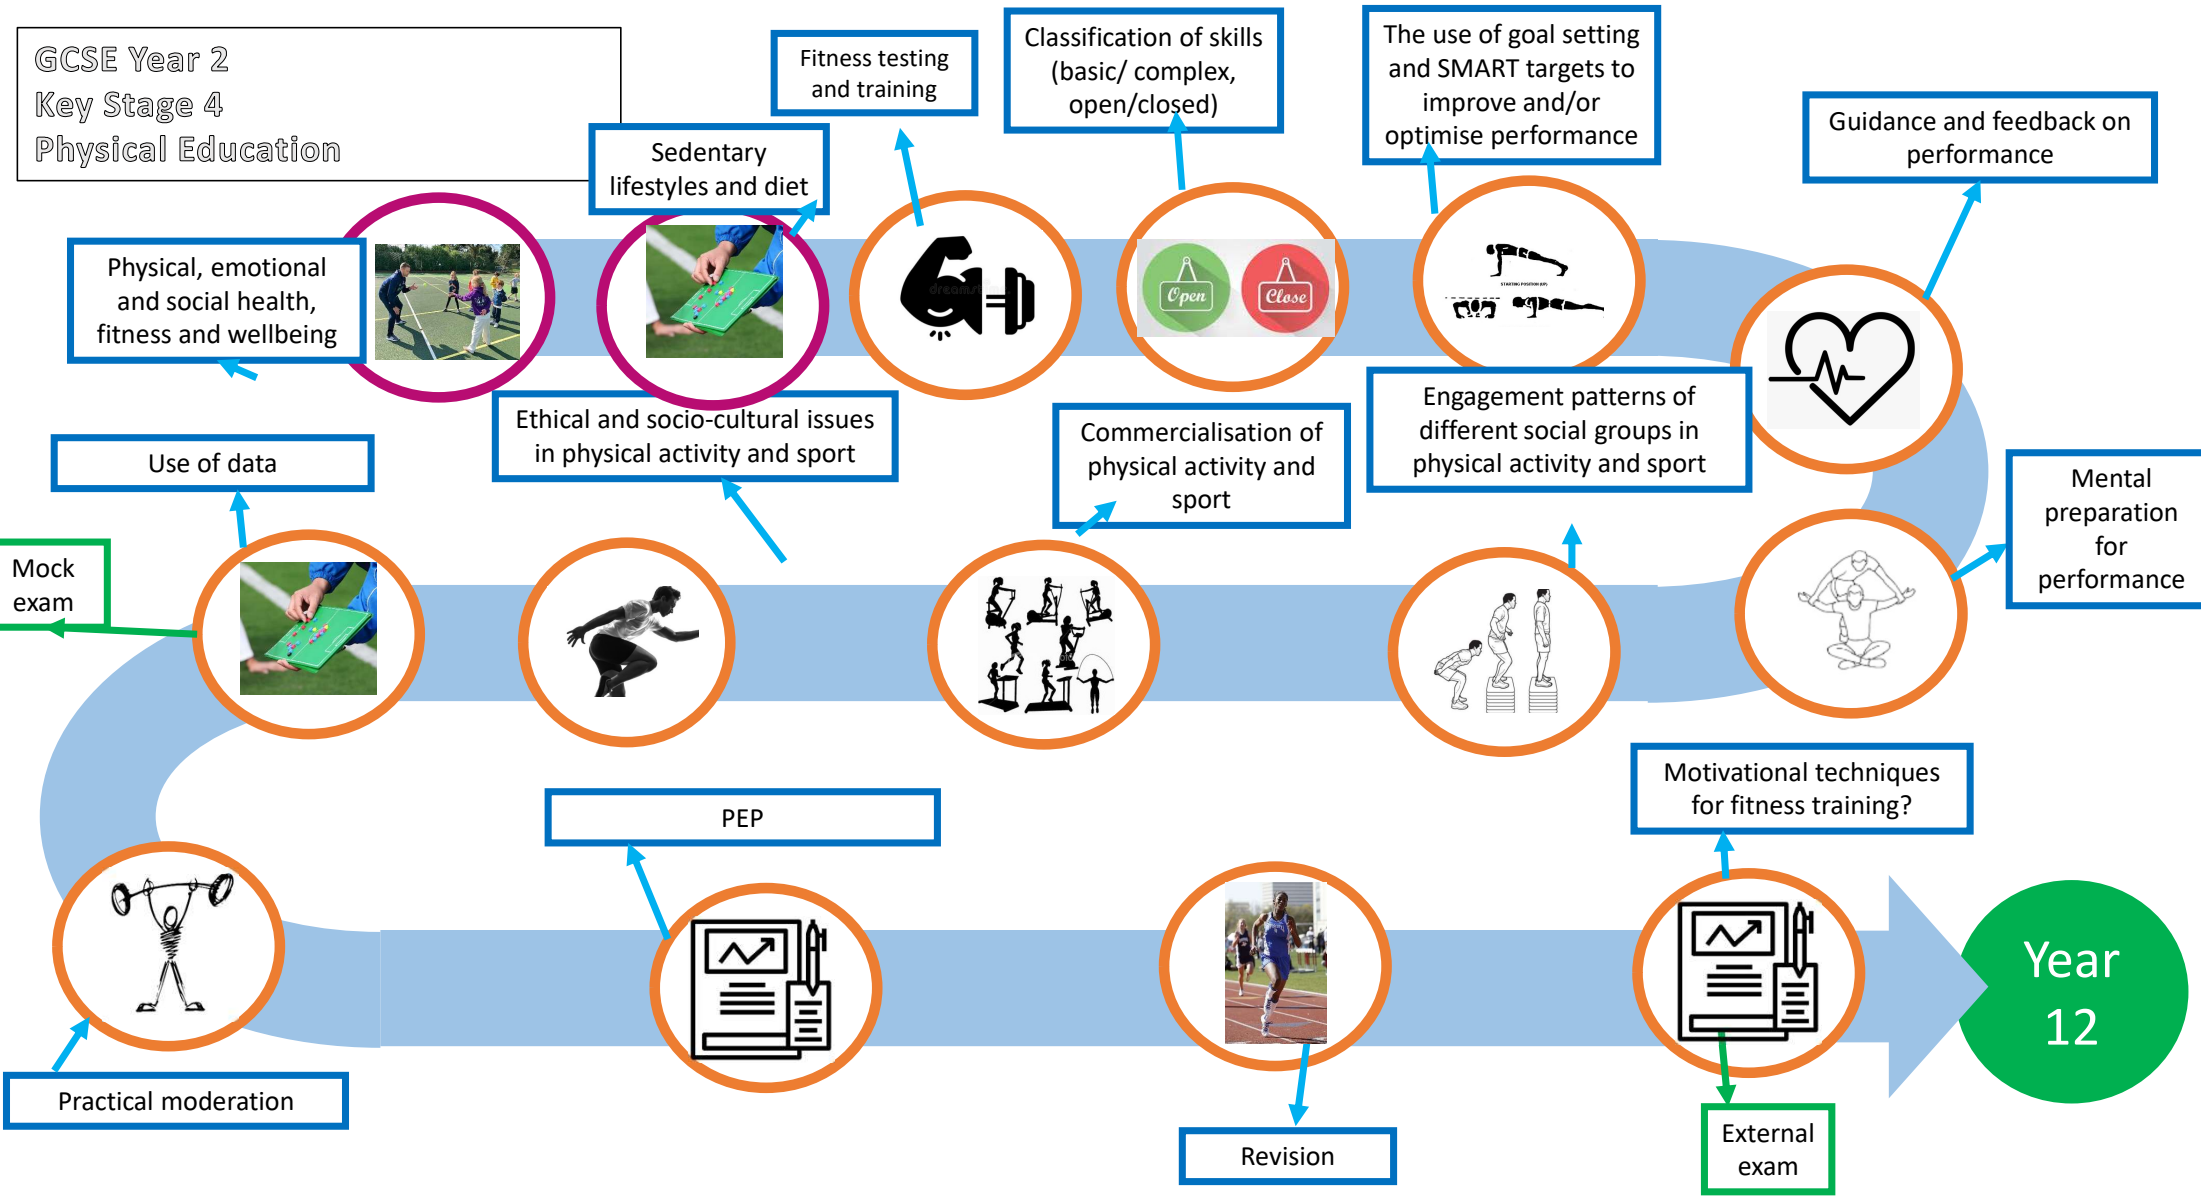 GCSE Year 2
Key Stage 4
Physical Education
Physical, emotional
and social health,
fitness and wellbeing
Sedentary
lifestyles and diet
Fitness testing
and training
dreamst
Classification of skills
(basic/ complex,
open/closed)
Open
Close
The use of goal setting
and SMART targets to
improve and/or
optimise performance
STARTING POSITION (UP)
Guidance and feedback on
performance
Mental
preparation
for
performance
Engagement patterns of
different social groups in
physical activity and sport
Commercialisation of
physical activity and
sport
Ethical and socio-cultural issues
in physical activity and sport
Use of data
Mock
exam
Practical moderation
PEP
Revision
Motivational techniques
for fitness training?
External
exam
Year
12